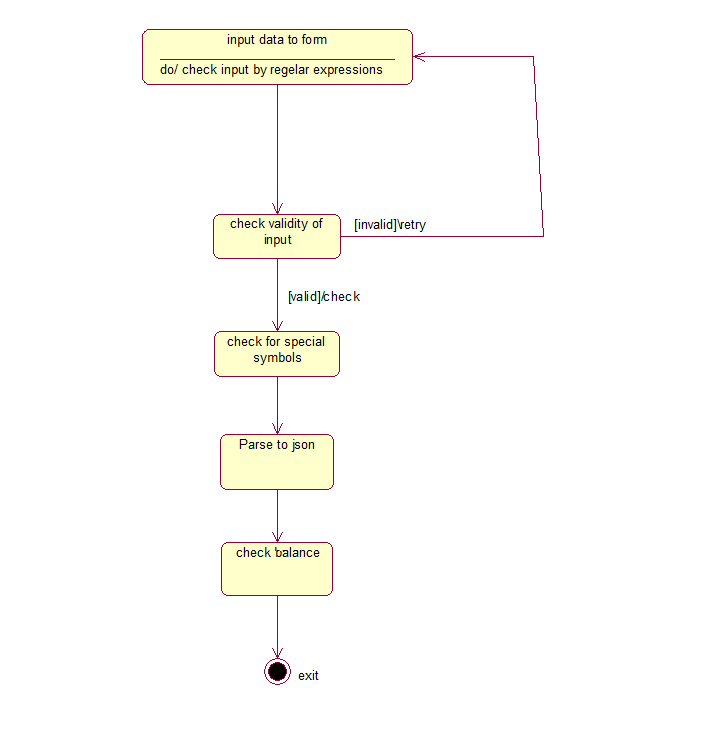 input data to form
do/ check input by regelar expressions
check validity of
input
[invalid]\retry
[valid]/check
check for special
symbols
Parse to json
check 'balance
exit